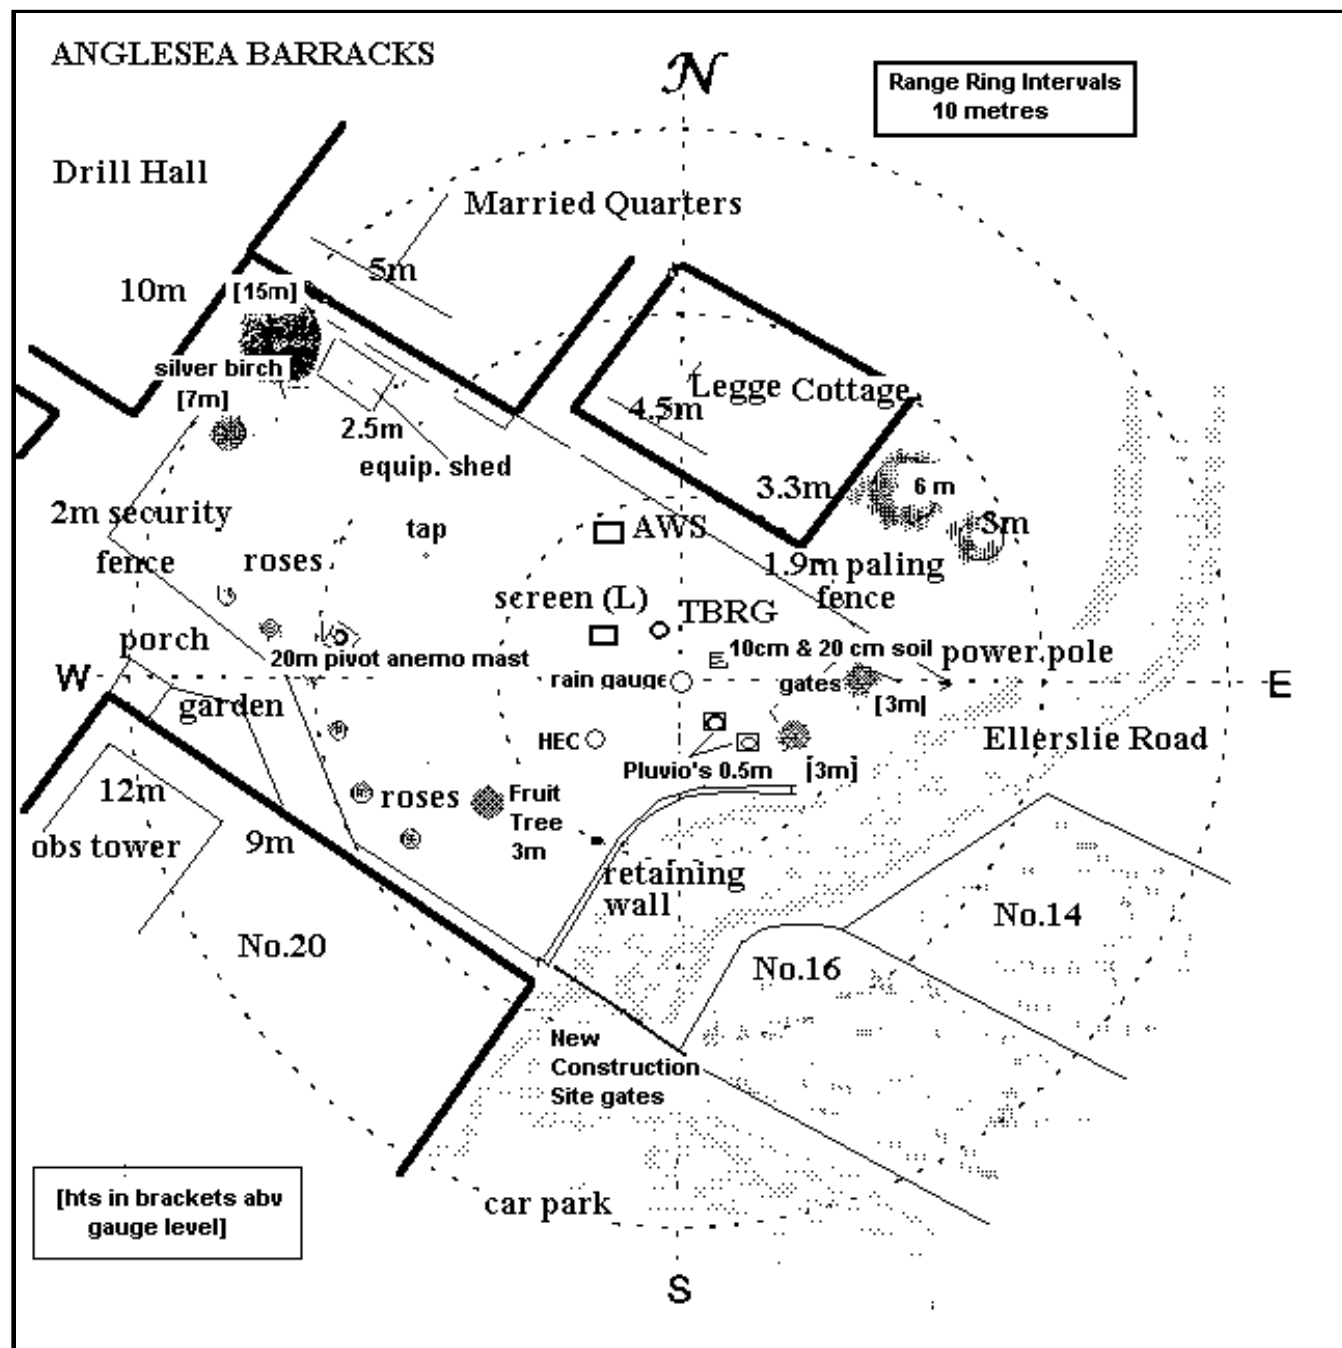 ANGLESEA BARRACKS
N
Range Ring Intervals
10 metres
Drill Hall
Married Quarters
5m
10m
[15m]
silver birch
[7m]
2.5m
equip. shed
Legge Cottage
4.5m
3.3m
6 m
3m
2m security
fence
tap
AWS
roses
1.9m paling
fence
screen (L)
TBRG
porch
20m pivot anemo mast
10cm & 20 cm soil
power pole
W
rain gauge
gates
E
garden
[3m]
HEC
Ellerslie Road
Pluvio's 0.5m
[3m]
12m
roses
Fruit
Tree
3m
obs tower
9m
retaining
wall
No.14
No.20
No.16
New
Construction
Site gates
[hts in brackets abv
gauge level]
car park
S